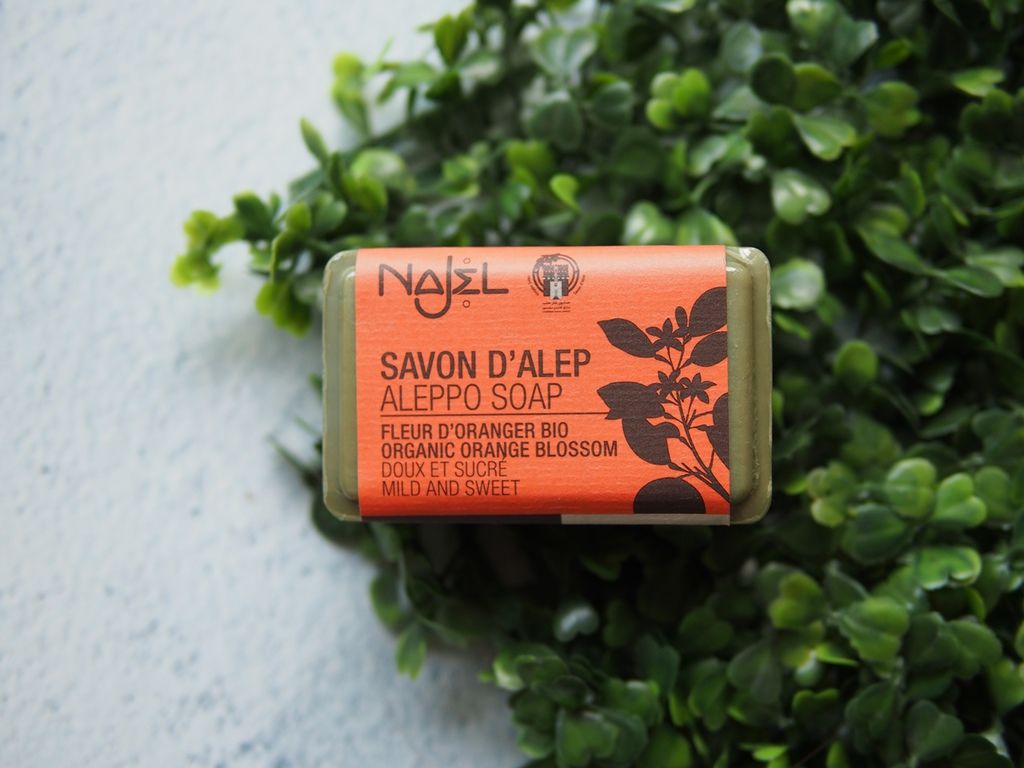 NAJEL
SAVON D'ALEP
ALEPPO SOAP
FLEUR D'ORANGER BIO
ORGANIC ORANGE BLOSSOM
DOUX ET SUCRÉ
MILD AND SWEET